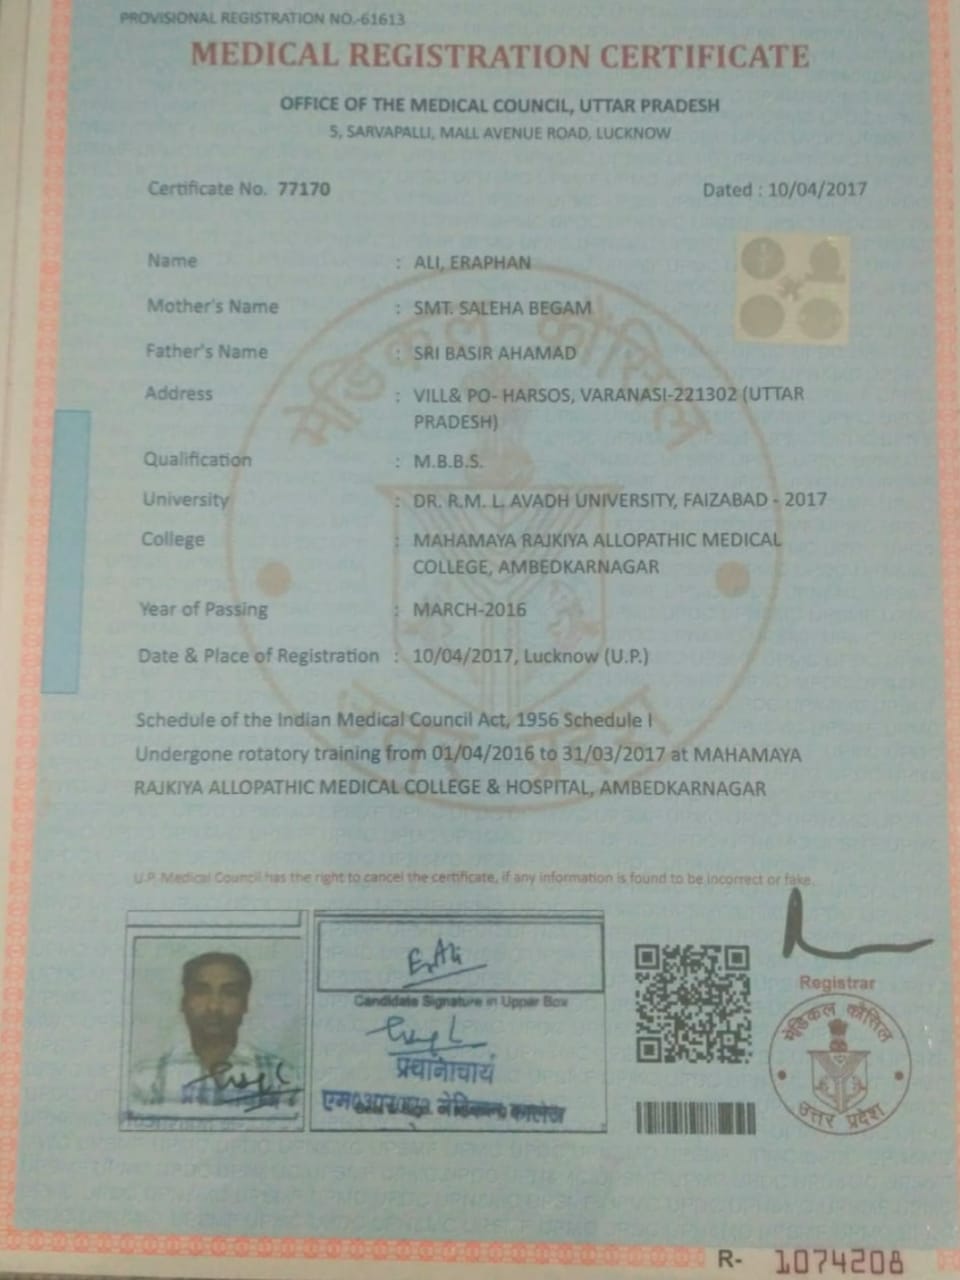 PROVISIONAL REGISTRATION NO.-61613
MEDICAL REGISTRATION CERTIFICATE
OFFICE OF THE MEDICAL COUNCIL, UTTAR PRADESH
5, SARVAPALLI, MALL AVENUE ROAD, LUCKNOW
Certificate No. 77170 Dated : 10/04/2017
Name : ALI, ERAPHAN
Mother's Name : SMT. SALEHA BEGAM
Father's Name : SRI BASIR AHAMAD
Address : VILL& PO- HARSOS, VARANASI-221302 (UTTAR
PRADESH)
Qualification : M.B.B.S.
University : DR. R.M. L. AVADH UNIVERSITY, FAIZABAD - 2017
College : MAHAMAYA RAJKIYA ALLOPATHIC MEDICAL
COLLEGE, AMBEDKARNAGAR
Year of Passing : MARCH-2016
Date & Place of Registration : 10/04/2017, Lucknow (U.P.)
मेडिकल कौंसिल
उत्तर प्रदेश
Schedule of the Indian Medical Council Act, 1956 Schedule I
Undergone rotatory training from 01/04/2016 to 31/03/2017 at MAHAMAYA
RAJKIYA ALLOPATHIC MEDICAL COLLEGE & HOSPITAL, AMBEDKARNAGAR
U.P. Medical Council has the right to cancel the certificate, if any information is found to be incorrect or fake.
E.Ali
Candidate Signature in Upper Box
प्रधानाचार्य
कालेज
Registrar
मेडिकल कौंसिल
उत्तर प्रदेश
R- 1074208